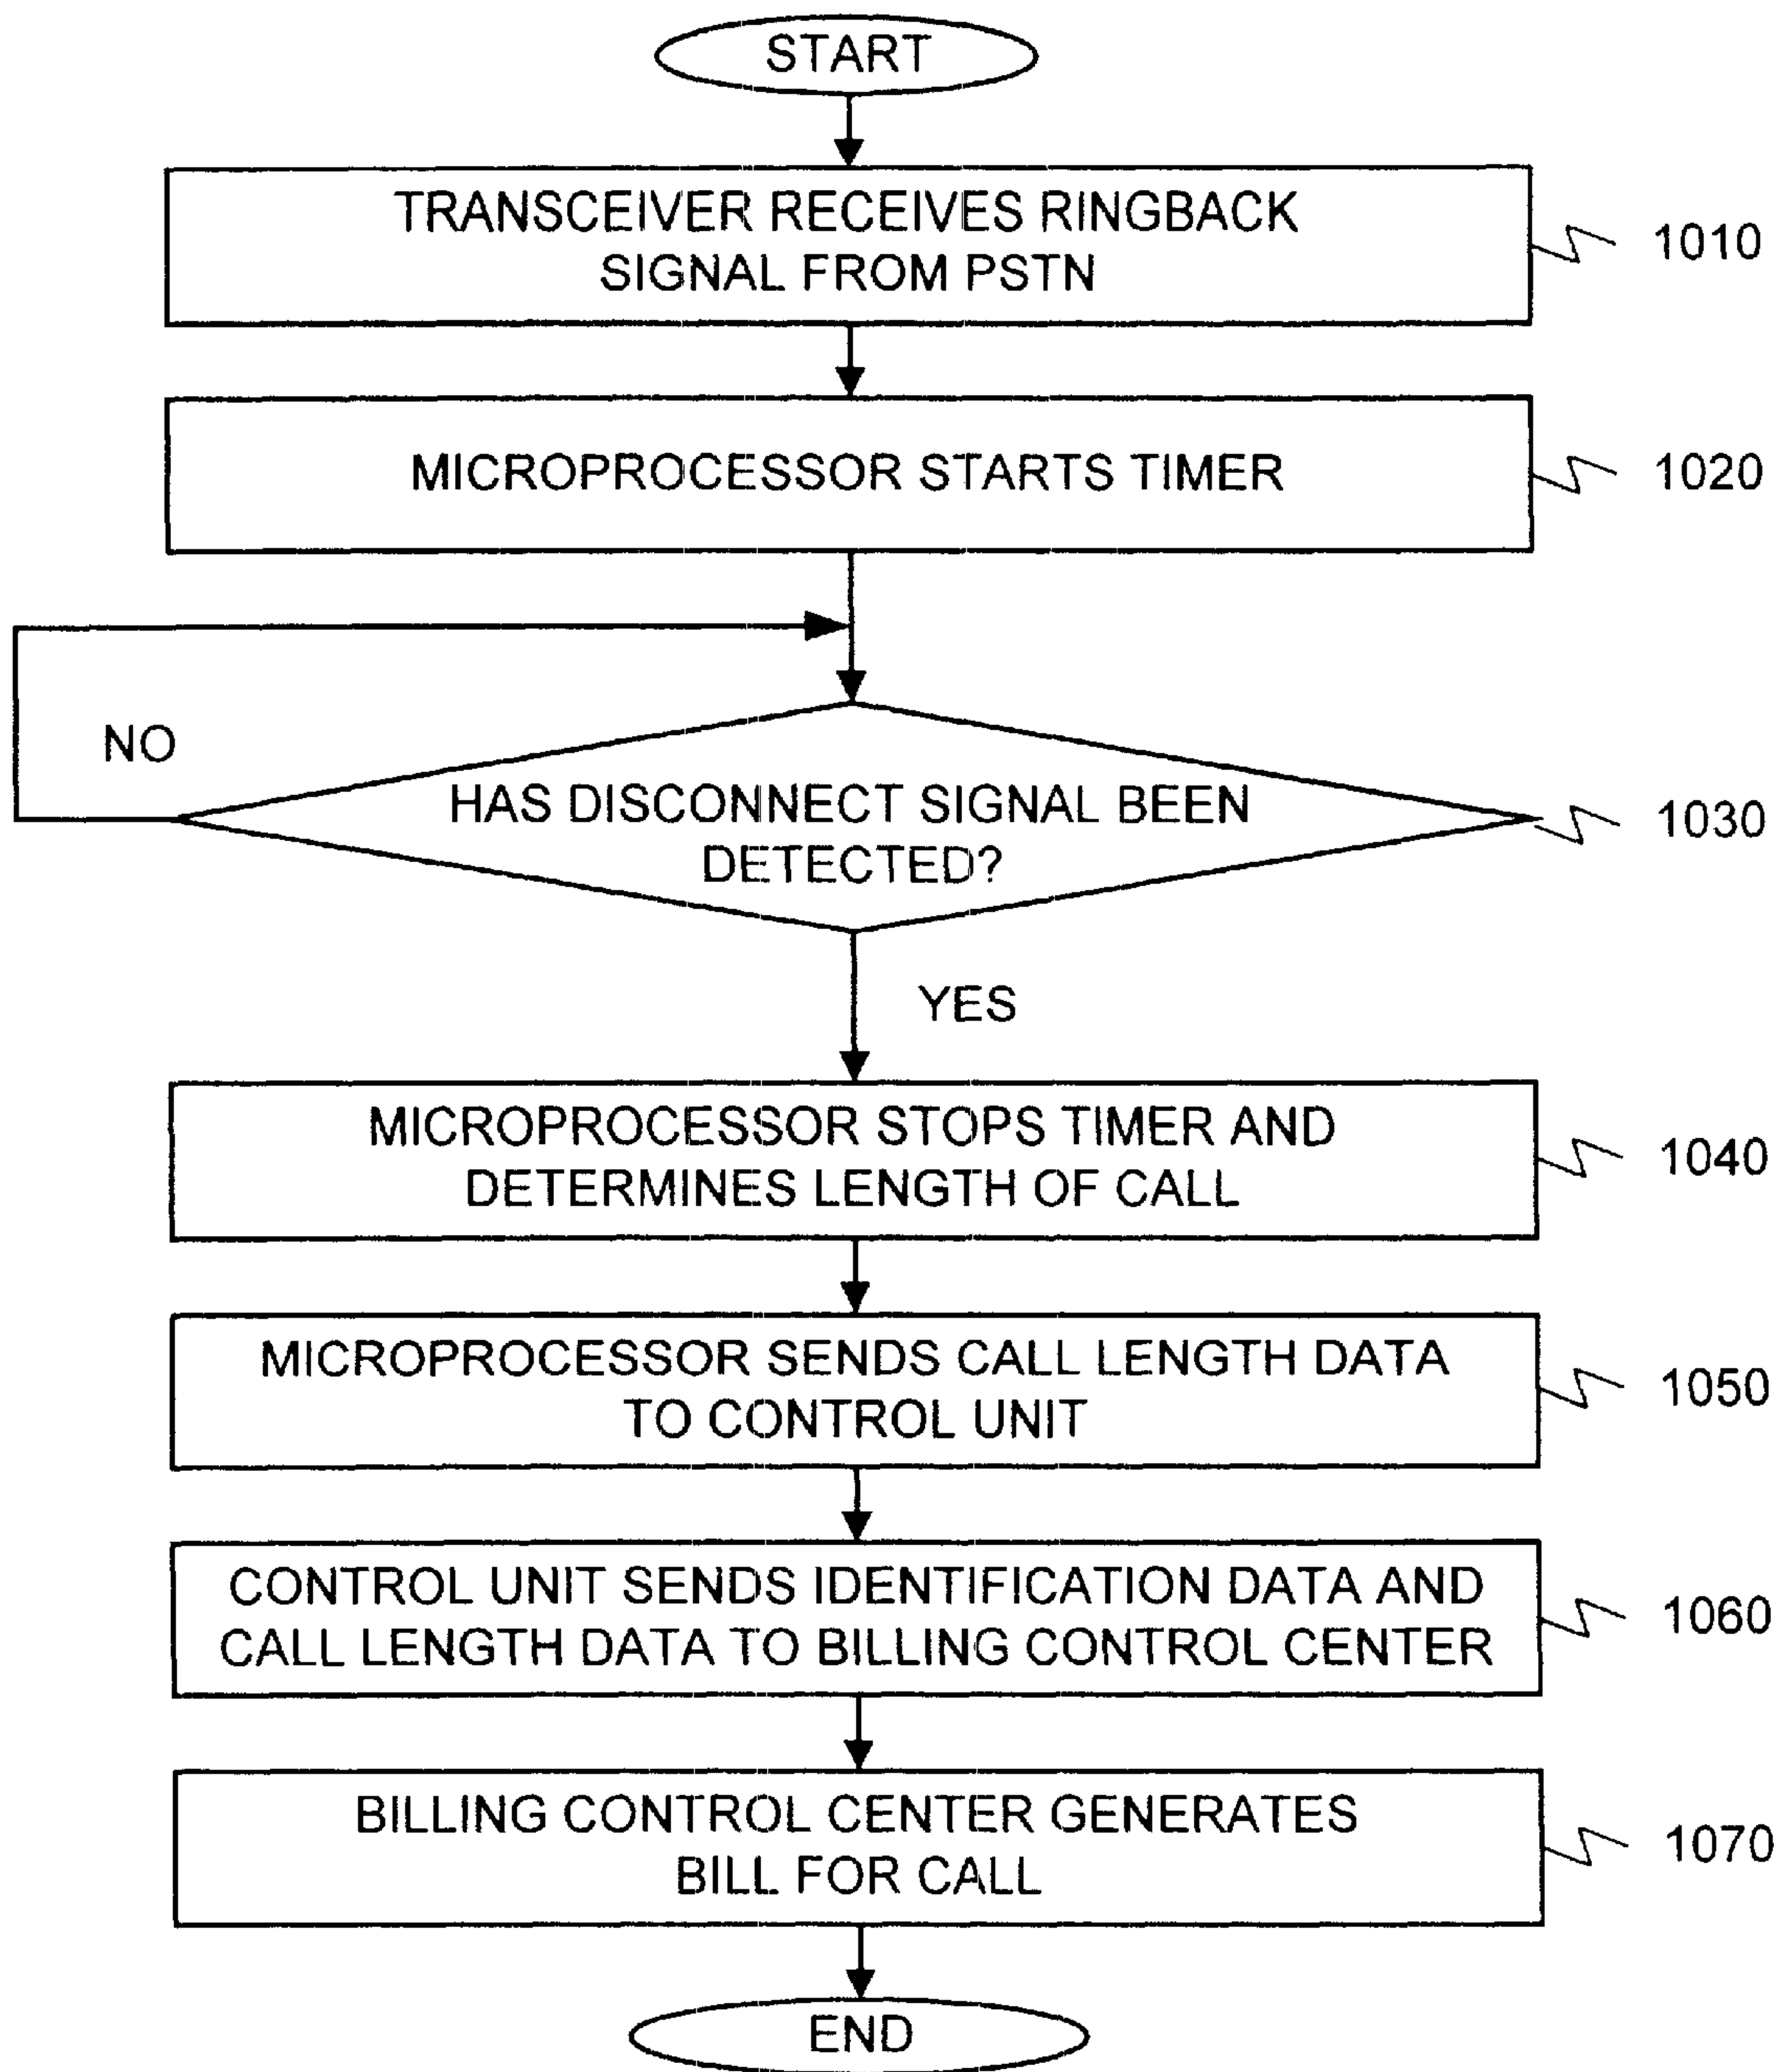 START
TRANSCEIVER RECEIVES RINGBACK
SIGNAL FROM PSTN
1010
MICROPROCESSOR STARTS TIMER
1020
NO
HAS DISCONNECT SIGNAL BEEN
DETECTED?
1030
YES
MICROPROCESSOR STOPS TIMER AND
DETERMINES LENGTH OF CALL
1040
MICROPROCESSOR SENDS CALL LENGTH DATA
TO CONTROL UNIT
1050
CONTROL UNIT SENDS IDENTIFICATION DATA AND
CALL LENGTH DATA TO BILLING CONTROL CENTER
1060
BILLING CONTROL CENTER GENERATES
BILL FOR CALL
1070
END